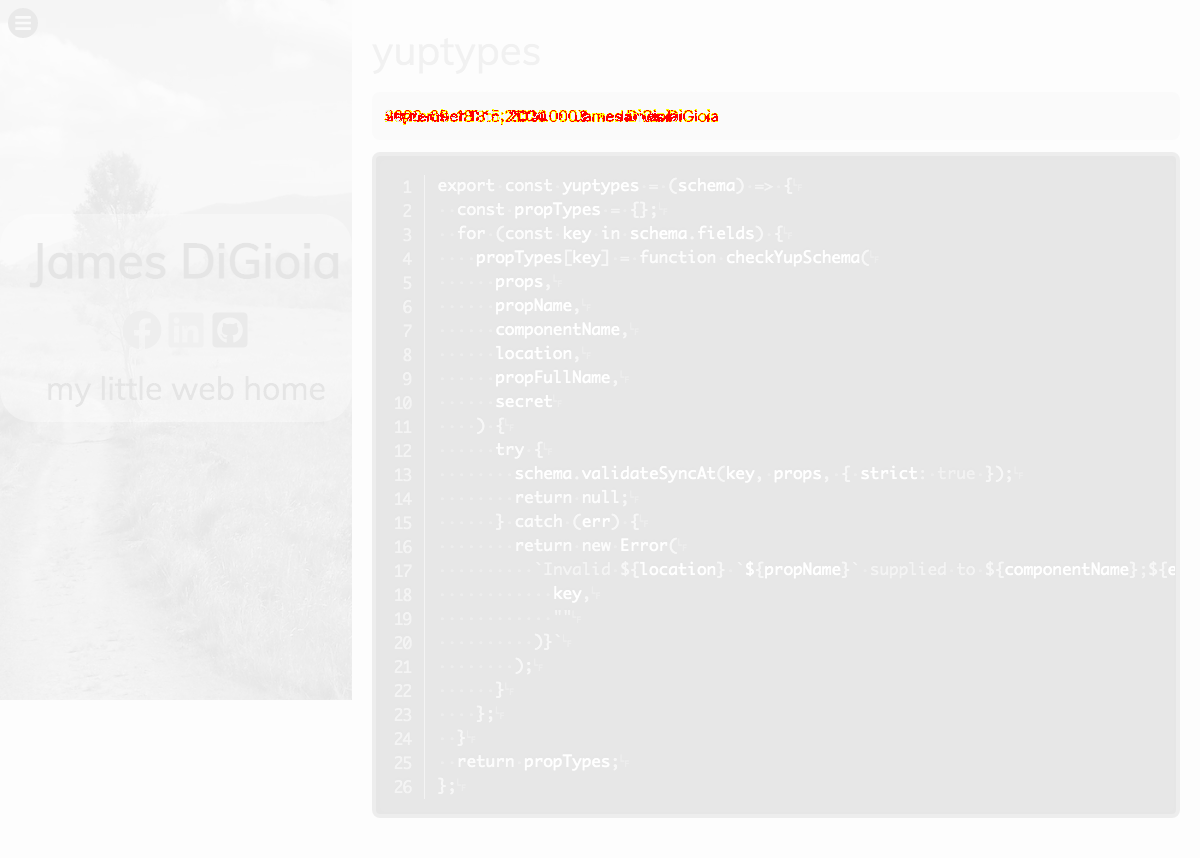 yuptypes
James DiGioia
my little web home
1 export const yuptypes = (schema) => {
2 const propTypes = {};
3 for (const key in schema.fields) {
4 propTypes[key] = function checkYupSchema(
5 props,
6 propName,
7 componentName,
8 location,
9 propFullName,
10 secret
11 ) {
12 try {
13 schema.validateSyncAt(key, props, { strict: true });
14 return null;
15 } catch (err) {
16 return new Error(
17 `Invalid ${location} `${propName}` supplied to ${componentName};${e
18 key,
19 ""
20 )}`
21 );
22 }
23 };
24 }
25 return propTypes;
26 };